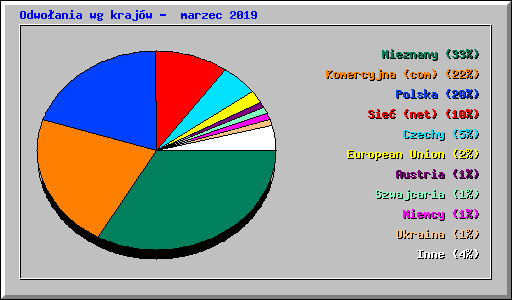 Odwołania wg krajów -  marzec 2019
Nieznany (33%)
Komercyjna (com) (22%)
Polska (20%)
Sieć (net) (10%)
Czechy (5%)
European Union (2%)
Austria (1%)
Szwajcaria (1%)
Niemcy (1%)
Ukraina (1%)
Inne (4%)